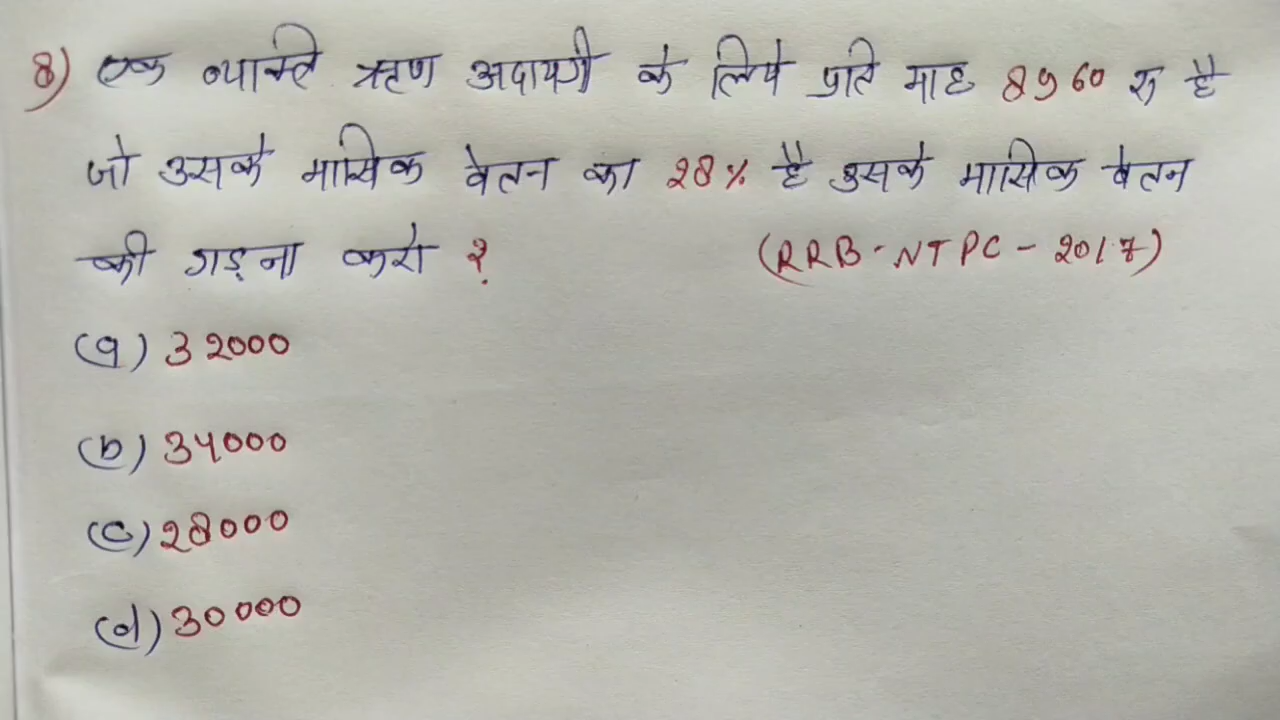 8) एक व्यक्ति ऋण अदायगी के लिये प्रति माह 8960 रु है
जो उसके मासिक वेतन का 28% है उसके मासिक वेतन
की गड़ना करो ?
(RRB-NTPC-2017)
(a) 32000
(b) 34000
(c) 28000
(d) 30000